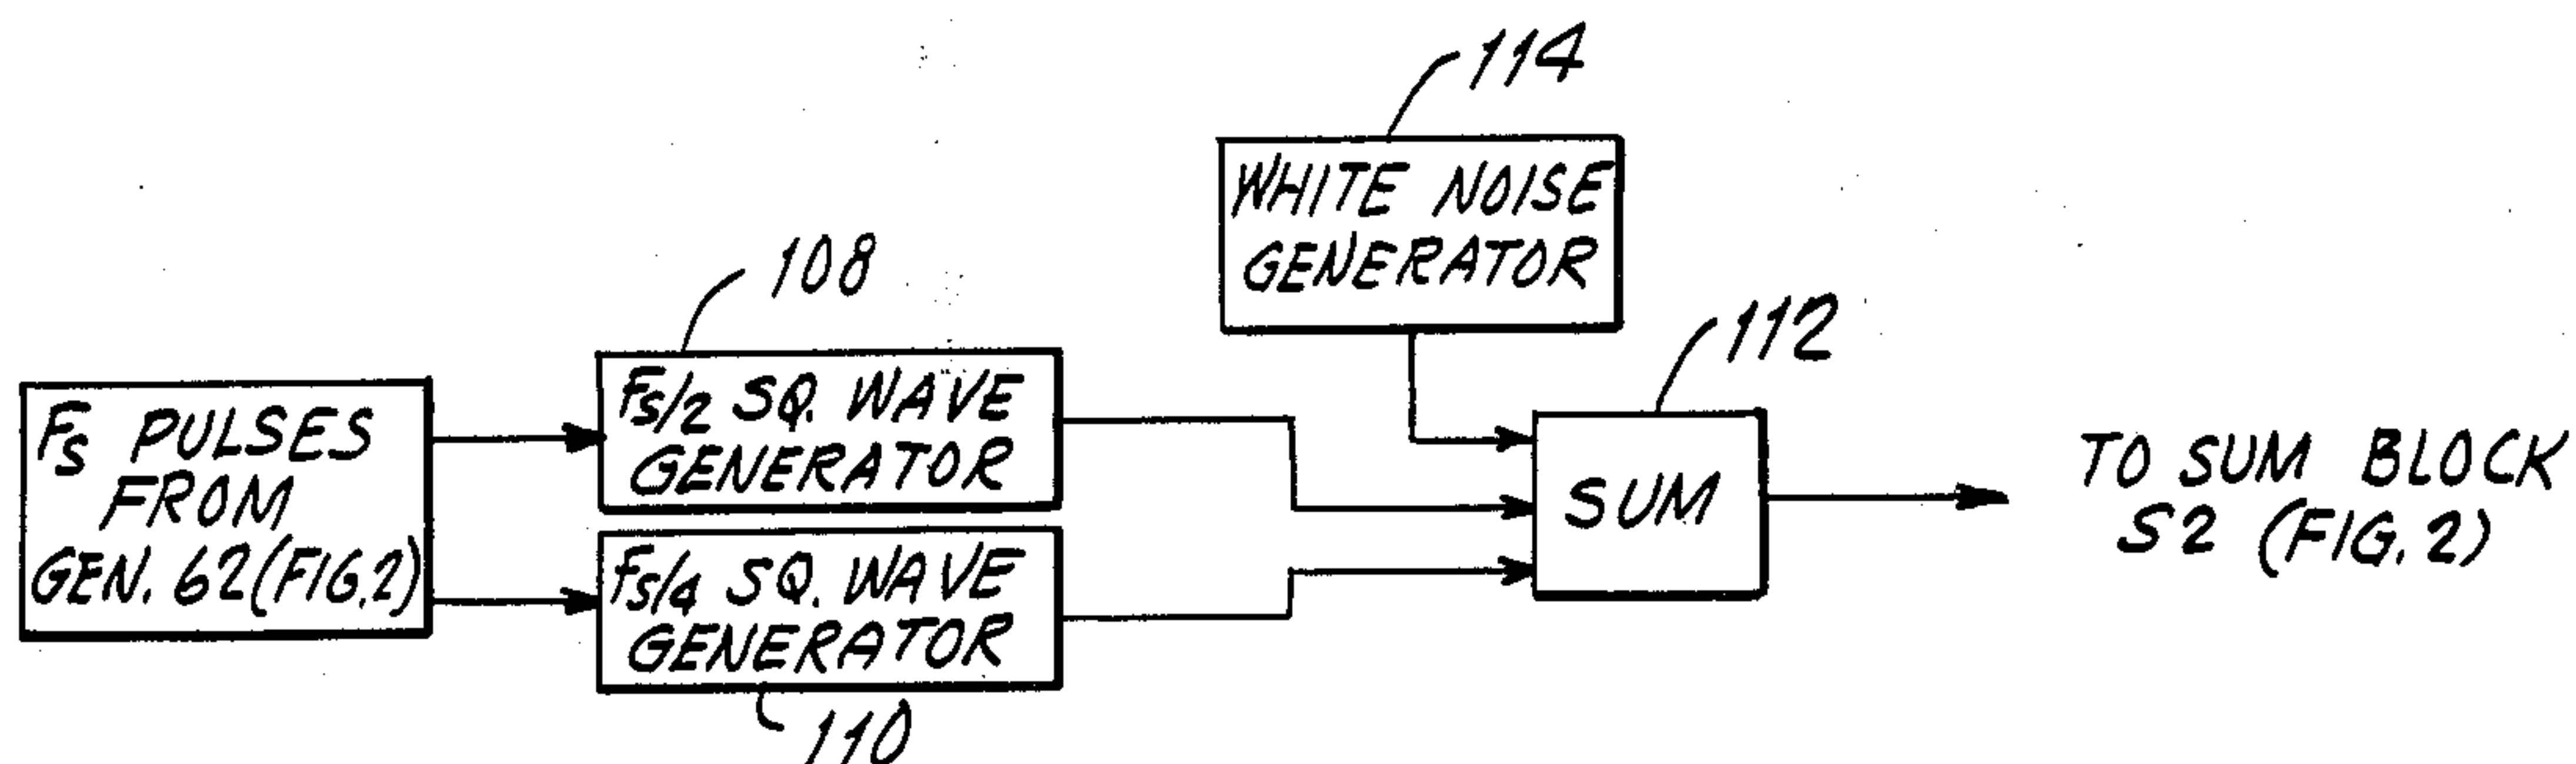 114
WHITE NOISE
GENERATOR
108
112
Fs PULSES
FROM
GEN. 62 (FIG.2)
fs/2 SQ. WAVE
GENERATOR
fs/4 SQ. WAVE
GENERATOR
110
SUM
TO SUM BLOCK
S2 (FIG. 2)